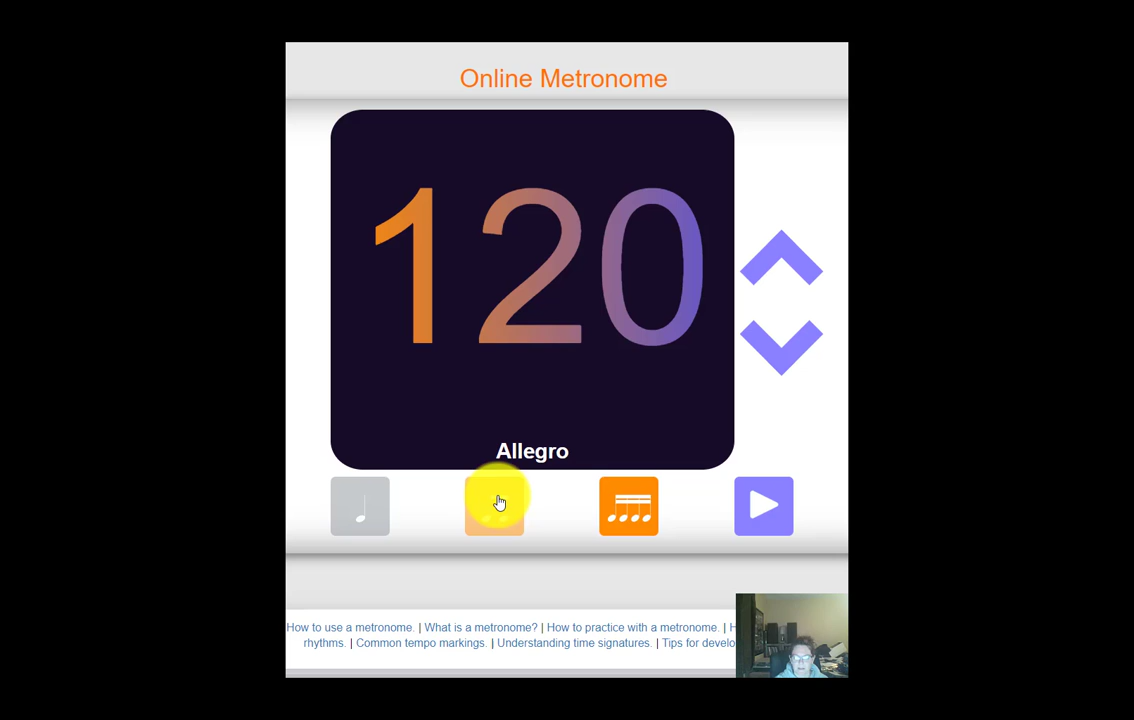 Online Metronome
120
Allegro
How to use a metronome. | What is a metronome? | How to practice with a metronome. |
rhythms. | Common tempo markings. | Understanding time signatures. | Tips for